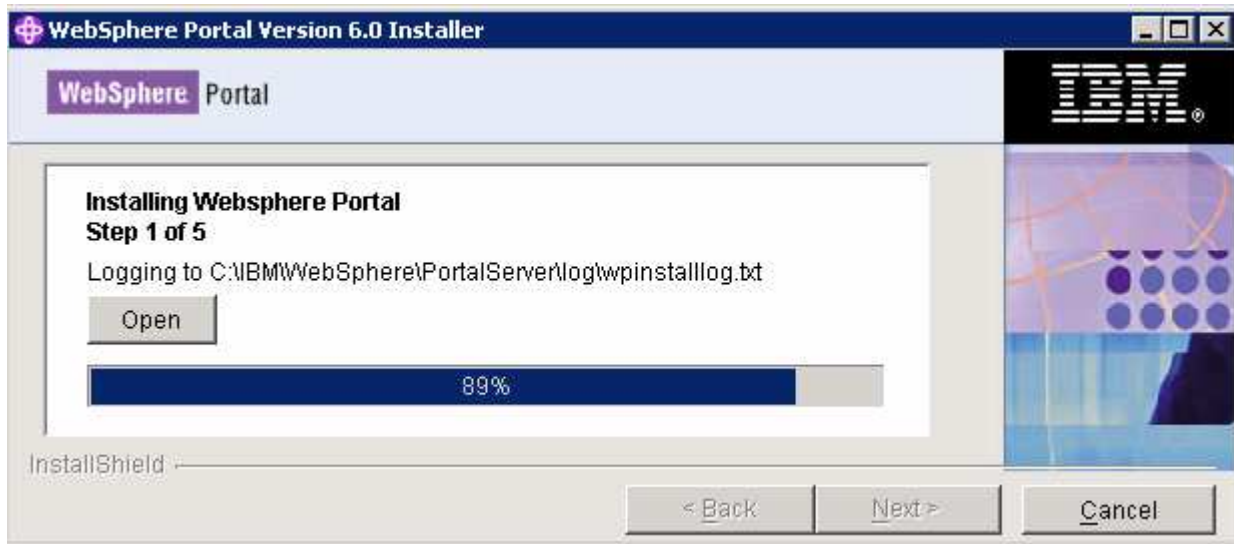 WebSphere Portal Version 6.0 Installer
WebSphere Portal
IBM®
Installing Websphere Portal
Step 1 of 5
Logging to C:\IBM\WebSphere\PortalServer\log\wpinstalllog.txt
Open
89%
InstallShield
< Back Next > Cancel